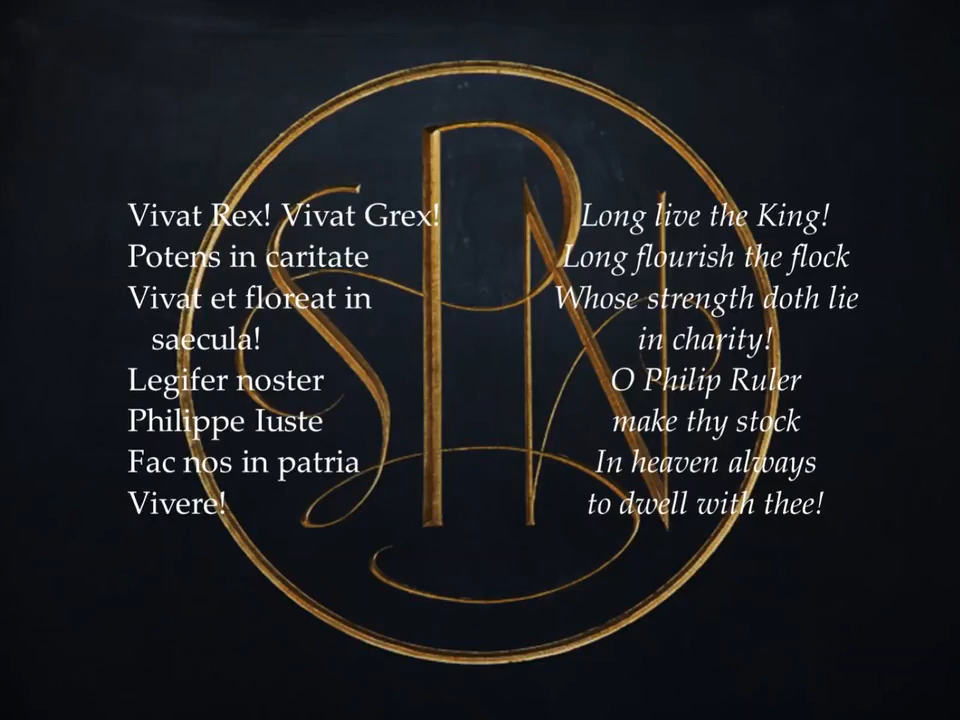 Vivat Rex! Vivat Grex!
Potens in caritate
Vivat et floreat in
saecula!
Legifer noster
Philippe Iuste
Fac nos in patria
Vivere!
Long live the King!
Long flourish the flock
Whose strength doth lie
in charity!
O Philip Ruler
make thy stock
In heaven always
to dwell with thee!
SPN